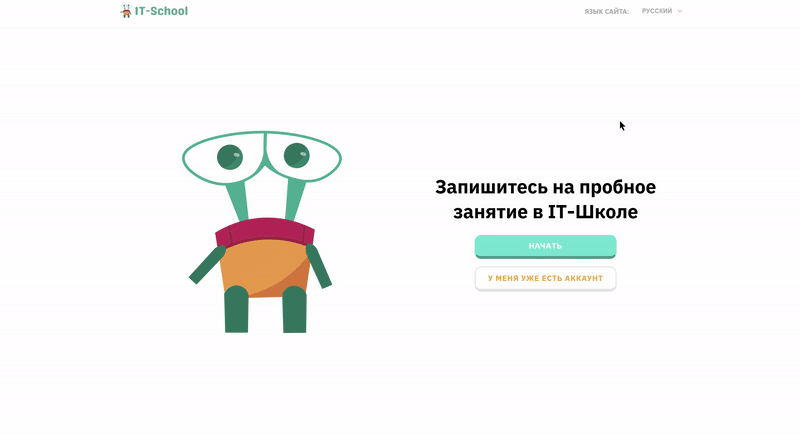 IT-School
ЯЗЫК САЙТА: РУССКИЙ
Запишитесь на пробное
занятие в IT-Школе
НАЧАТЬ
У МЕНЯ УЖЕ ЕСТЬ АККАУНТ